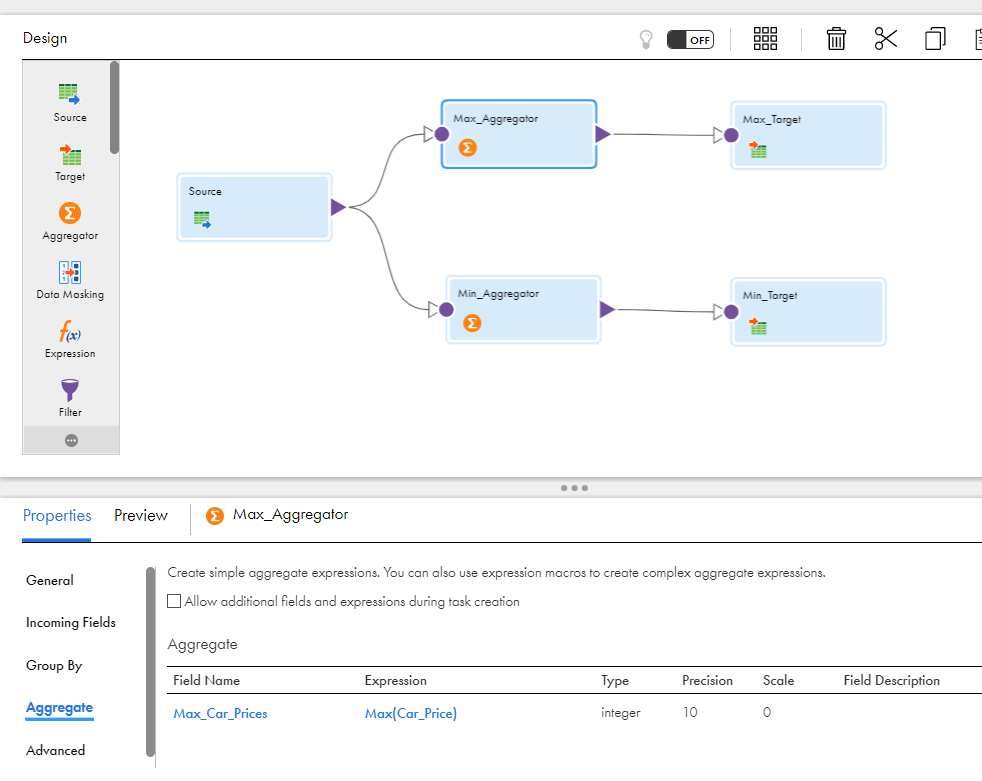 Design
OFF
Source
Target
Aggregator
Data Masking
Expression
Filter
Source
Max_Aggregator
Max_Target
Min_Aggregator
Min_Target
Properties
Preview
Max_Aggregator
General
Incoming Fields
Group By
Aggregate
Advanced
Create simple aggregate expressions. You can also use expression macros to create complex aggregate expressions.
Allow additional fields and expressions during task creation
Aggregate
Field Name Expression Type Precision Scale Field Description
Max_Car_Prices Max(Car_Price) integer 10 0